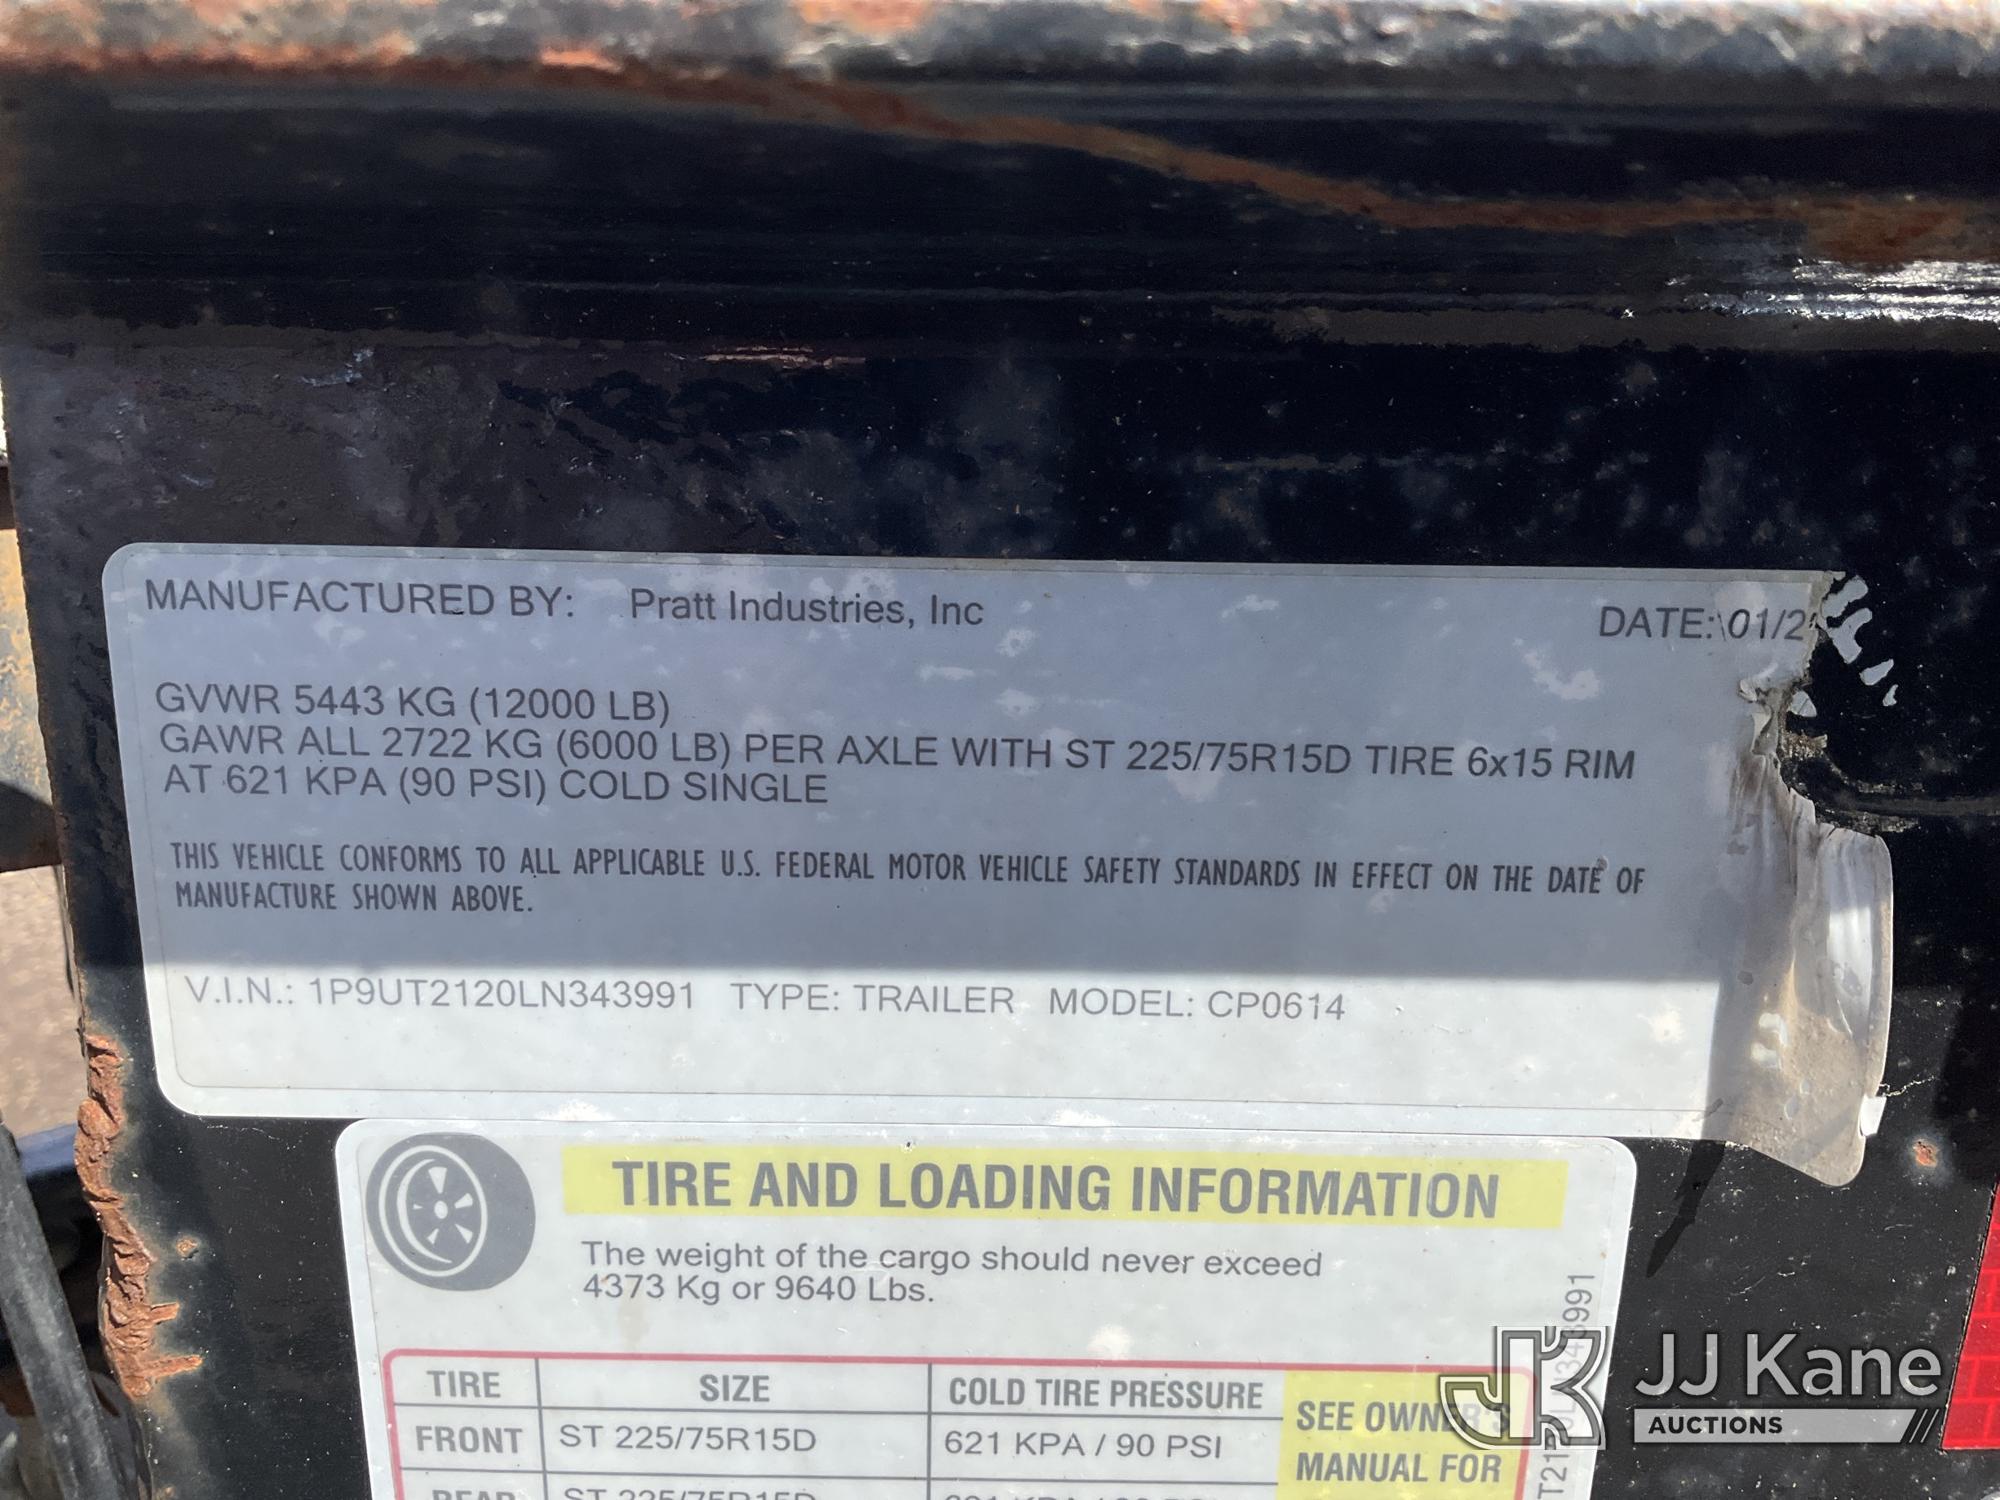 MANUFACTURED BY: Pratt Industries, Inc DATE: 01/2
GVWR 5443 KG (12000 LB)
GAWR ALL 2722 KG (6000 LB) PER AXLE WITH ST 225/75R15D TIRE 6x15 RIM
AT 621 KPA (90 PSI) COLD SINGLE
THIS VEHICLE CONFORMS TO ALL APPLICABLE U.S. FEDERAL MOTOR VEHICLE SAFETY STANDARDS IN EFFECT ON THE DATE OF
MANUFACTURE SHOWN ABOVE.
V.I.N.: 1P9UT2120LN343991 TYPE: TRAILER MODEL: CP0614
TIRE AND LOADING INFORMATION
The weight of the cargo should never exceed
4373 Kg or 9640 Lbs.
TIRE SIZE COLD TIRE PRESSURE
SEE OWNER'S
FRONT ST 225/75R15D 621 KPA / 90 PSI
MANUAL FOR
REAR ST 225/75R15D
JK JJ Kane
AUCTIONS